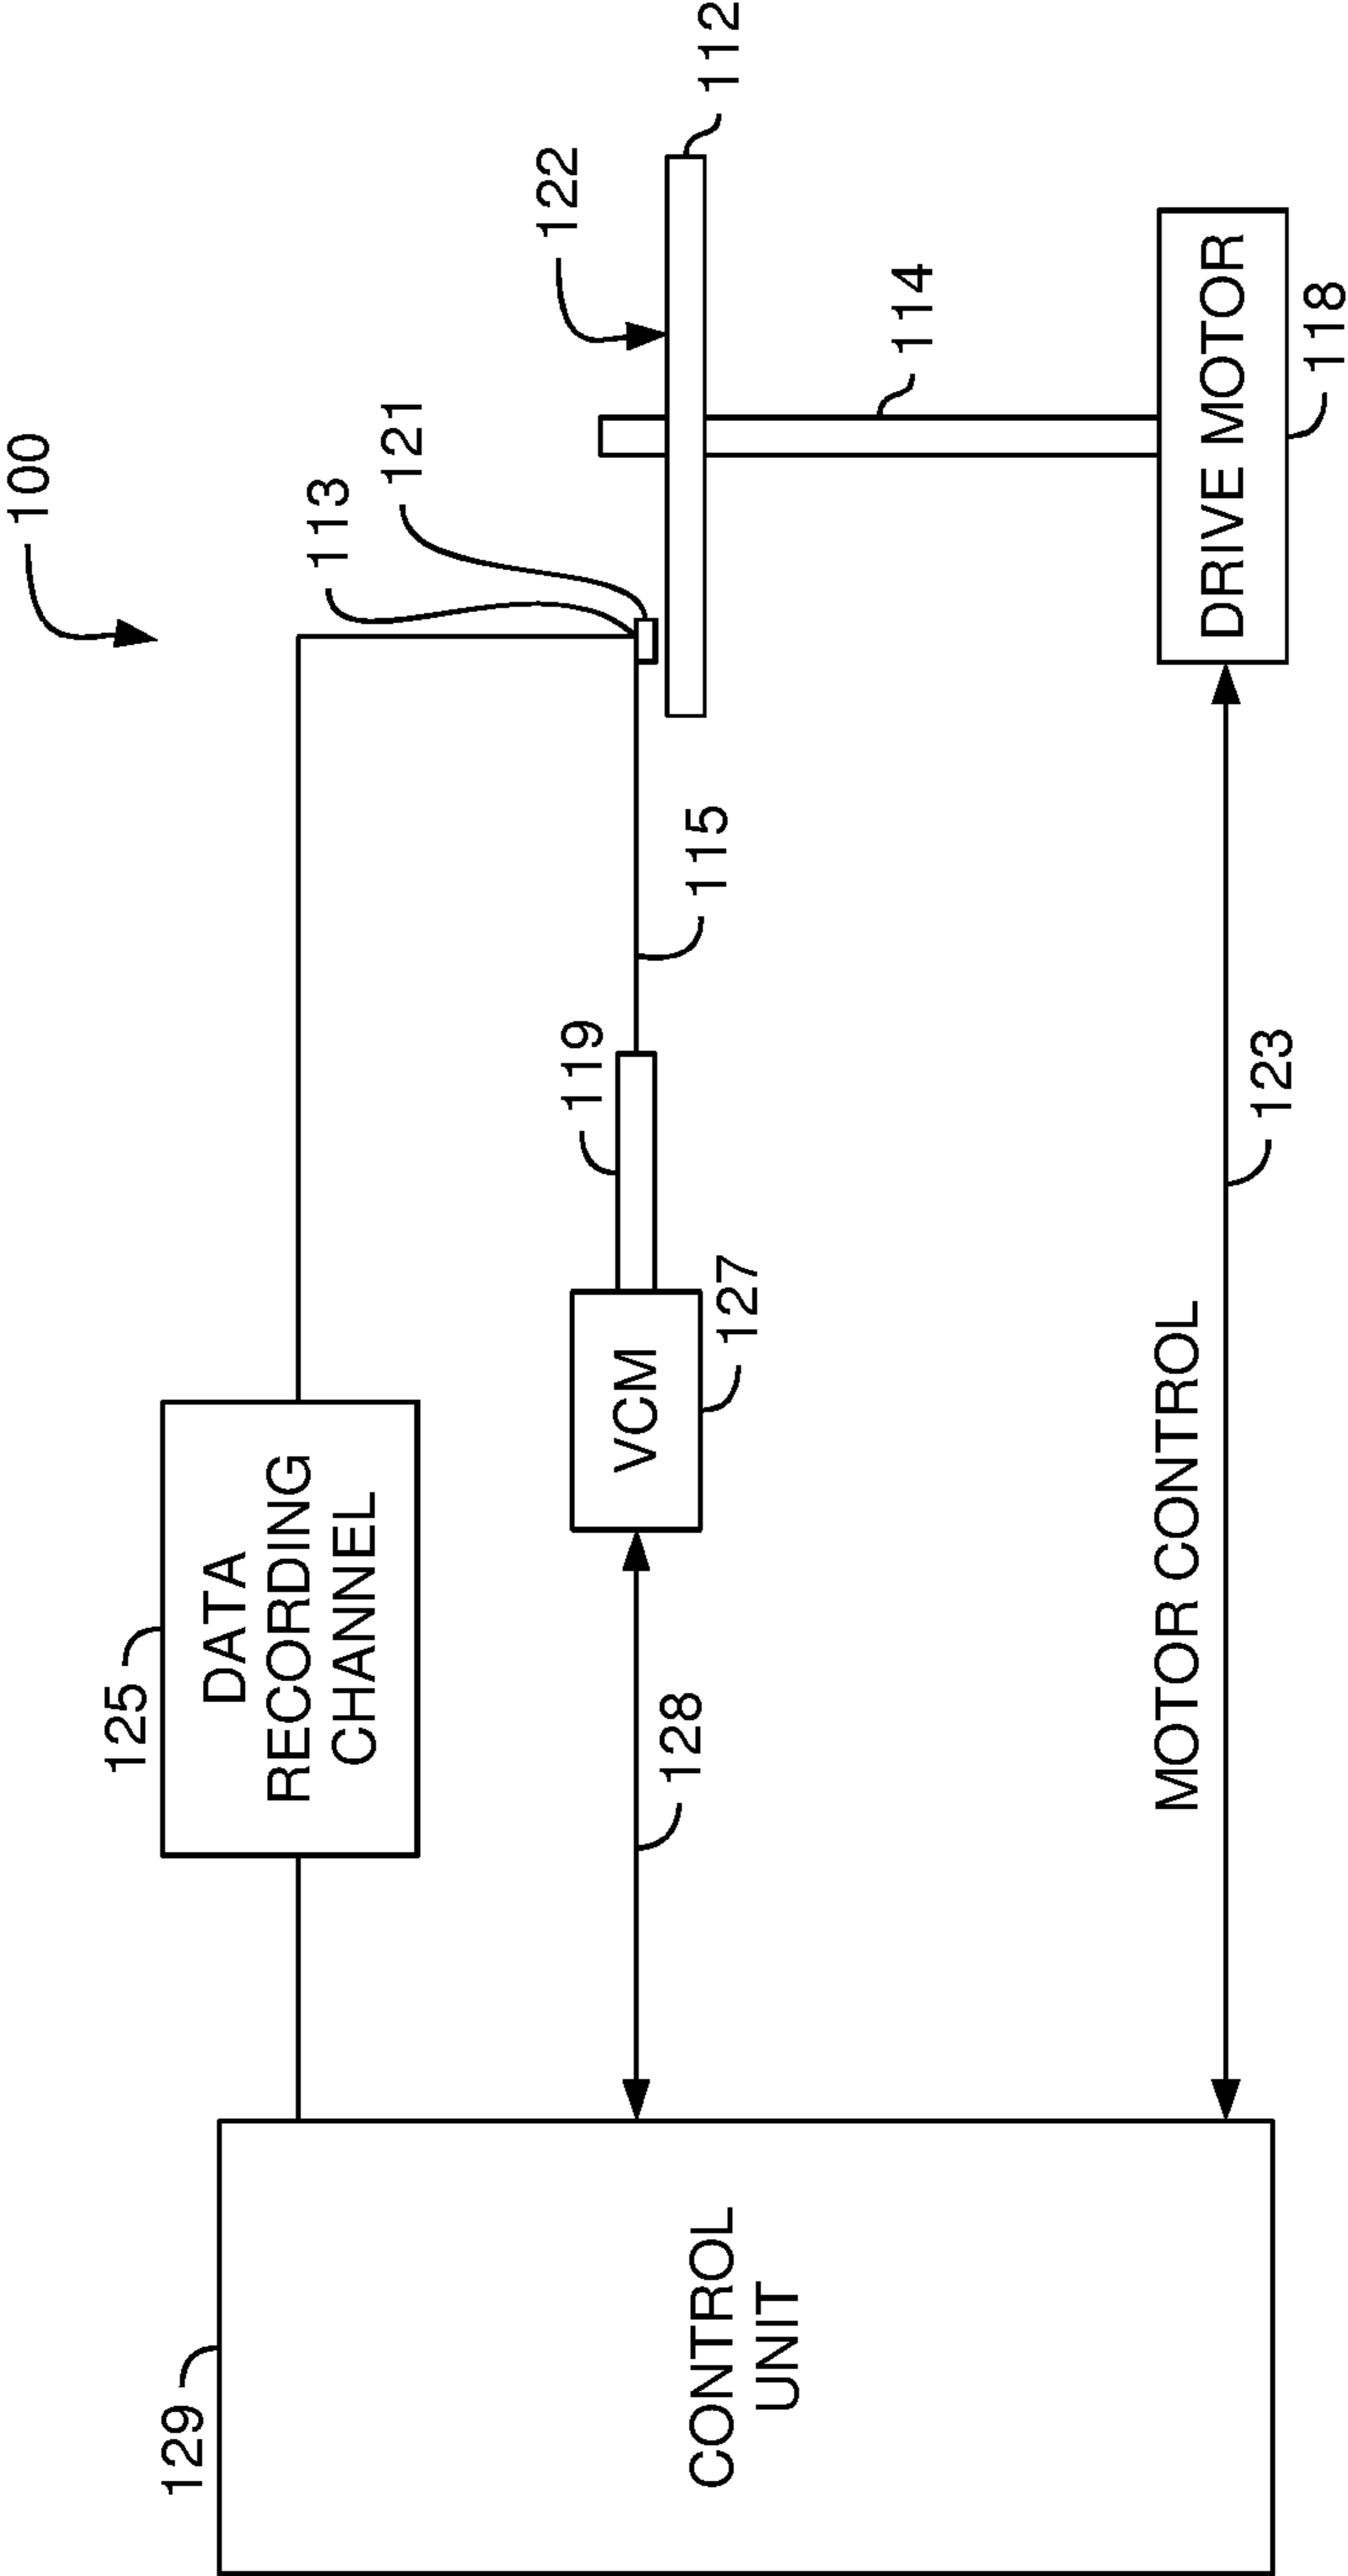 100
125
DATA
RECORDING
CHANNEL
113
121
122
112
129
CONTROL
UNIT
128
VCM
127
119
115
114
MOTOR CONTROL
123
DRIVE MOTOR
118